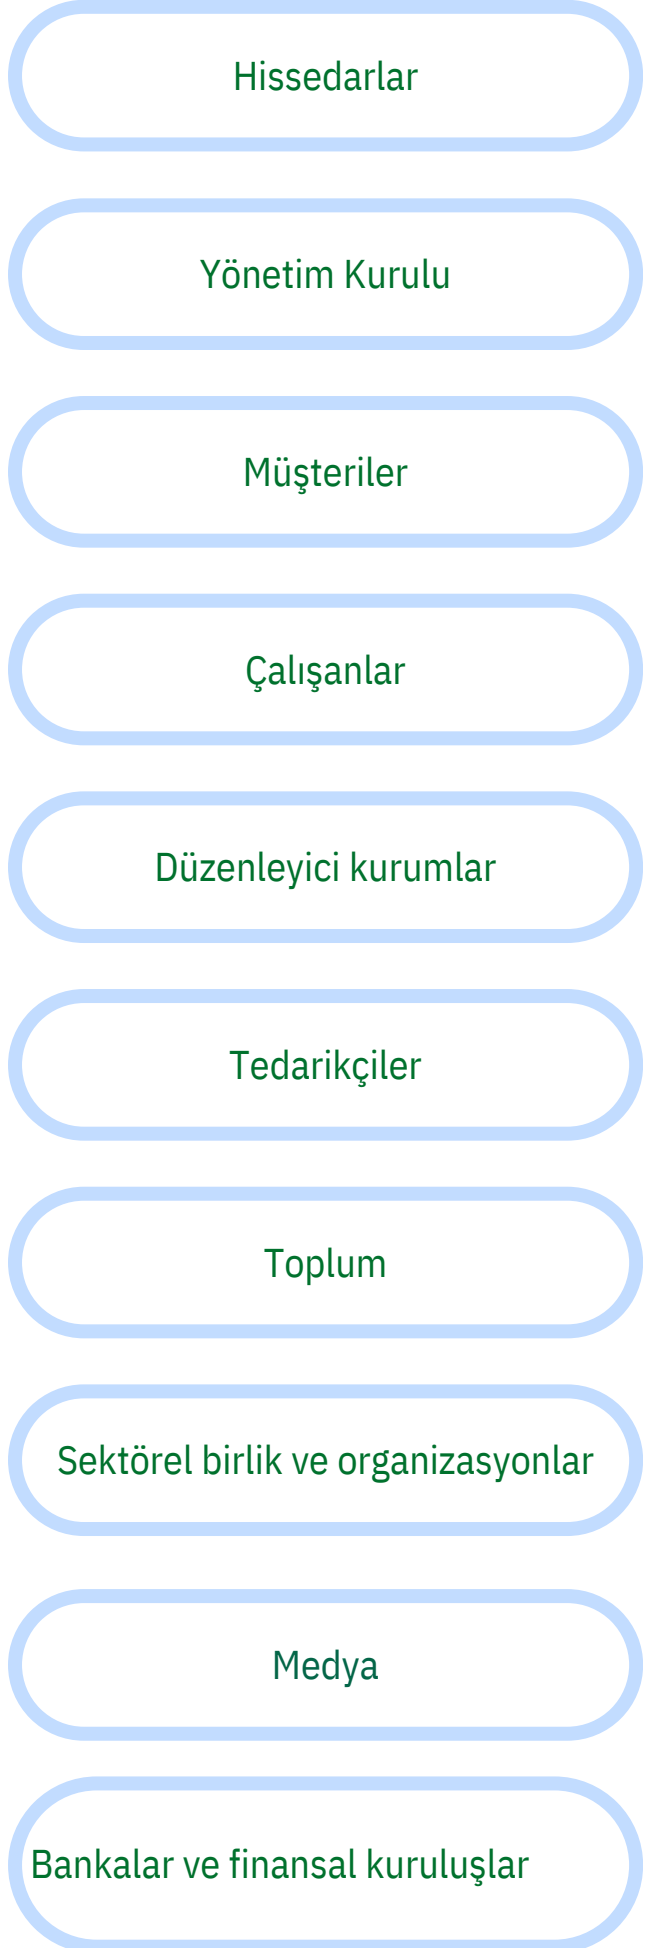 Hissedarlar
Yönetim Kurulu
Müşteriler
Çalışanlar
Düzenleyici kurumlar
Tedarikçiler
Toplum
Sektörel birlik ve organizasyonlar
Medya
Bankalar ve finansal kuruluşlar